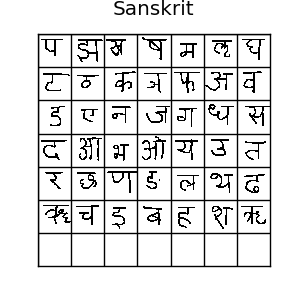 Sanskrit
प झ ख ष म ऌ घ
ट ठ क ञ फ अ व
ड ए न ज ग ध स
द औ भ ओ य उ त
र छ ण ङ ल थ ढ
ॠ च इ ब ह श ऋ